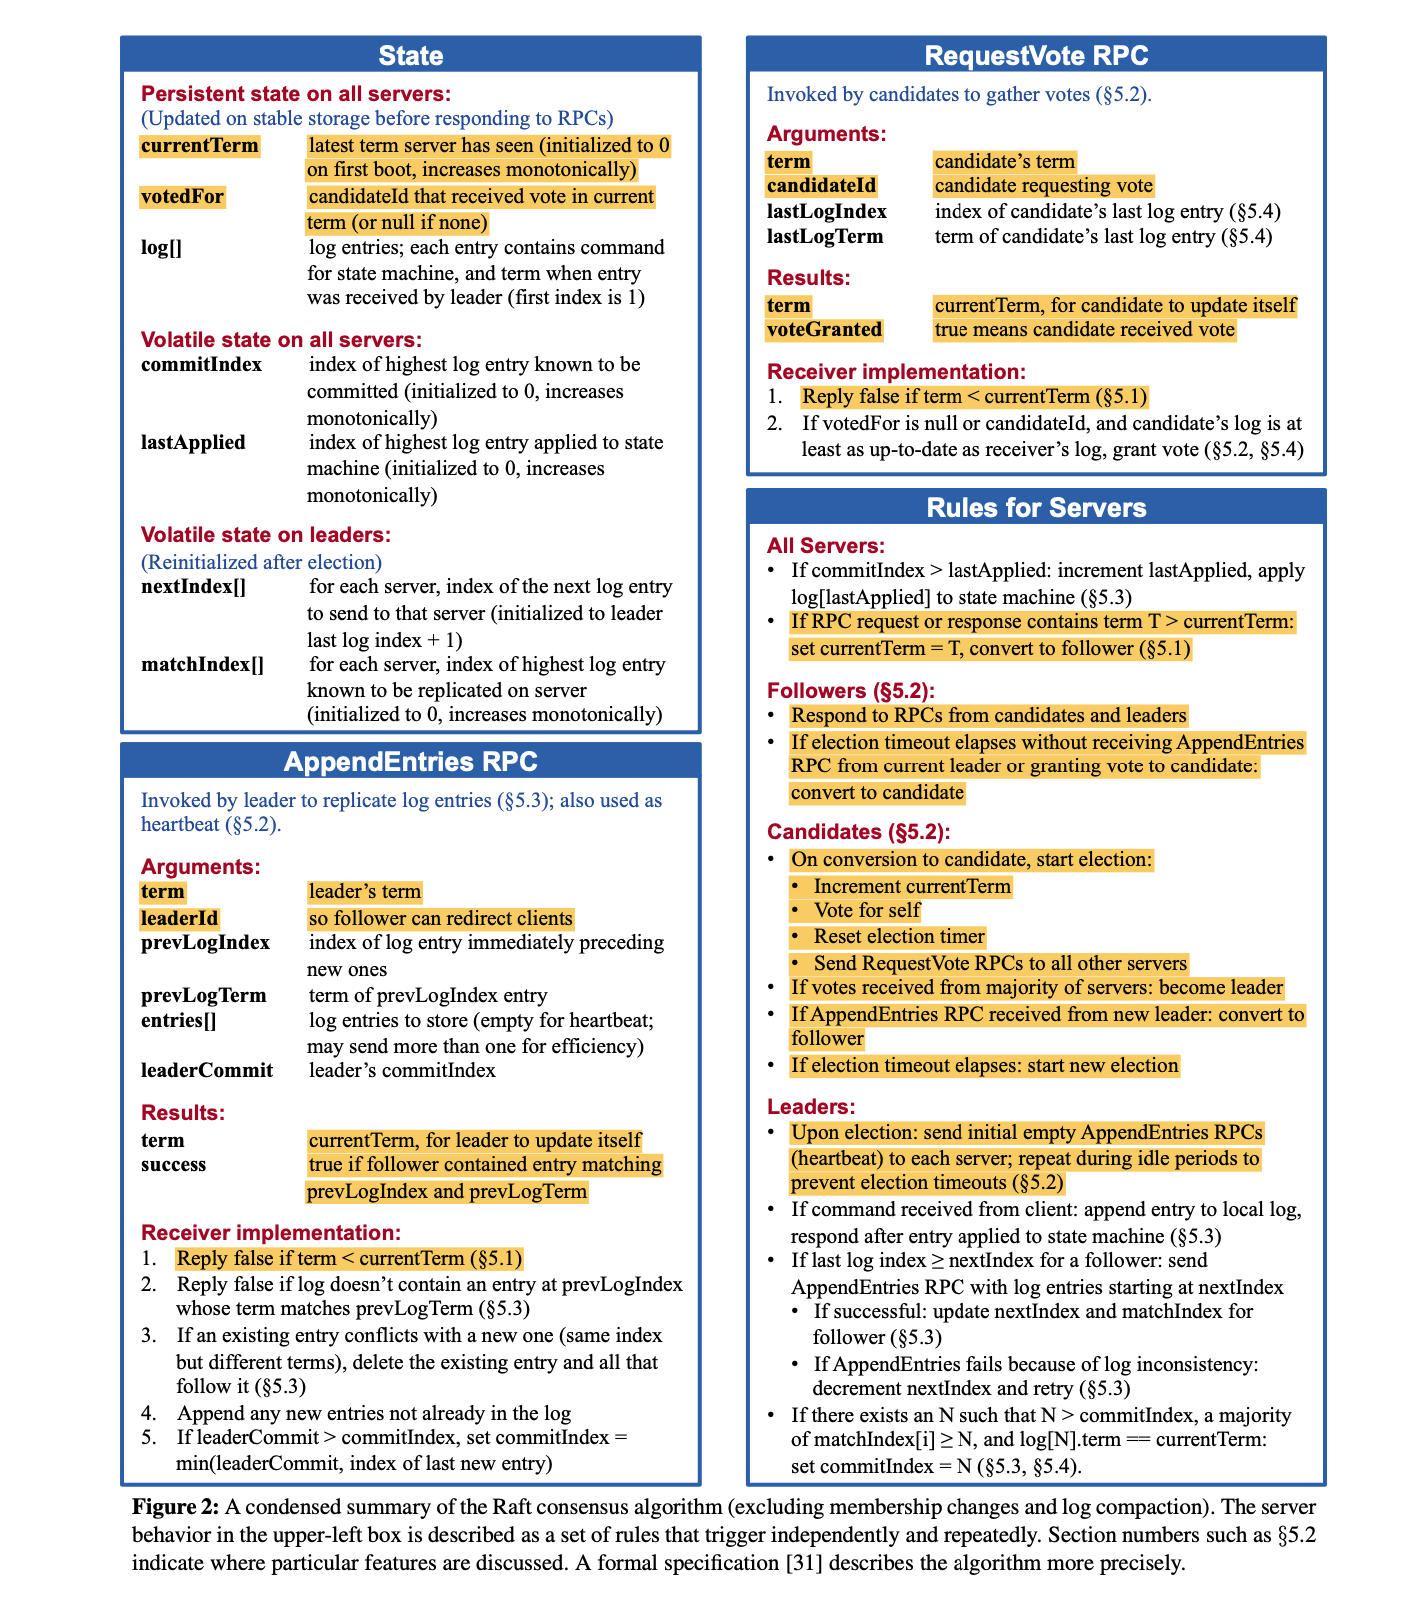 State
Persistent state on all servers:
(Updated on stable storage before responding to RPCs)
currentTerm latest term server has seen (initialized to 0
on first boot, increases monotonically)
votedFor candidateId that received vote in current
term (or null if none)
log[] log entries; each entry contains command
for state machine, and term when entry
was received by leader (first index is 1)
Volatile state on all servers:
commitIndex index of highest log entry known to be
committed (initialized to 0, increases
monotonically)
lastApplied index of highest log entry applied to state
machine (initialized to 0, increases
monotonically)
Volatile state on leaders:
(Reinitialized after election)
nextIndex[] for each server, index of the next log entry
to send to that server (initialized to leader
last log index + 1)
matchIndex[] for each server, index of highest log entry
known to be replicated on server
(initialized to 0, increases monotonically)
AppendEntries RPC
Invoked by leader to replicate log entries (§5.3); also used as
heartbeat (§5.2).
Arguments:
term leader’s term
leaderId so follower can redirect clients
prevLogIndex index of log entry immediately preceding
new ones
prevLogTerm term of prevLogIndex entry
entries[] log entries to store (empty for heartbeat;
may send more than one for efficiency)
leaderCommit leader’s commitIndex
Results:
term currentTerm, for leader to update itself
success true if follower contained entry matching
prevLogIndex and prevLogTerm
Receiver implementation:
1. Reply false if term < currentTerm (§5.1)
2. Reply false if log doesn’t contain an entry at prevLogIndex
whose term matches prevLogTerm (§5.3)
3. If an existing entry conflicts with a new one (same index
but different terms), delete the existing entry and all that
follow it (§5.3)
4. Append any new entries not already in the log
5. If leaderCommit > commitIndex, set commitIndex =
min(leaderCommit, index of last new entry)
RequestVote RPC
Invoked by candidates to gather votes (§5.2).
Arguments:
term candidate’s term
candidateId candidate requesting vote
lastLogIndex index of candidate’s last log entry (§5.4)
lastLogTerm term of candidate’s last log entry (§5.4)
Results:
term currentTerm, for candidate to update itself
voteGranted true means candidate received vote
Receiver implementation:
1. Reply false if term < currentTerm (§5.1)
2. If votedFor is null or candidateId, and candidate’s log is at
least as up-to-date as receiver’s log, grant vote (§5.2, §5.4)
Rules for Servers
All Servers:
• If commitIndex > lastApplied: increment lastApplied, apply
log[lastApplied] to state machine (§5.3)
• If RPC request or response contains term T > currentTerm:
set currentTerm = T, convert to follower (§5.1)
Followers (§5.2):
• Respond to RPCs from candidates and leaders
• If election timeout elapses without receiving AppendEntries
RPC from current leader or granting vote to candidate:
convert to candidate
Candidates (§5.2):
• On conversion to candidate, start election:
• Increment currentTerm
• Vote for self
• Reset election timer
• Send RequestVote RPCs to all other servers
• If votes received from majority of servers: become leader
• If AppendEntries RPC received from new leader: convert to
follower
• If election timeout elapses: start new election
Leaders:
• Upon election: send initial empty AppendEntries RPCs
(heartbeat) to each server; repeat during idle periods to
prevent election timeouts (§5.2)
• If command received from client: append entry to local log,
respond after entry applied to state machine (§5.3)
• If last log index ≥ nextIndex for a follower: send
AppendEntries RPC with log entries starting at nextIndex
• If successful: update nextIndex and matchIndex for
follower (§5.3)
• If AppendEntries fails because of log inconsistency:
decrement nextIndex and retry (§5.3)
• If there exists an N such that N > commitIndex, a majority
of matchIndex[i] ≥ N, and log[N].term == currentTerm:
set commitIndex = N (§5.3, §5.4).
Figure 2: A condensed summary of the Raft consensus algorithm (excluding membership changes and log compaction). The server
behavior in the upper-left box is described as a set of rules that trigger independently and repeatedly. Section numbers such as §5.2
indicate where particular features are discussed. A formal specification [31] describes the algorithm more precisely.